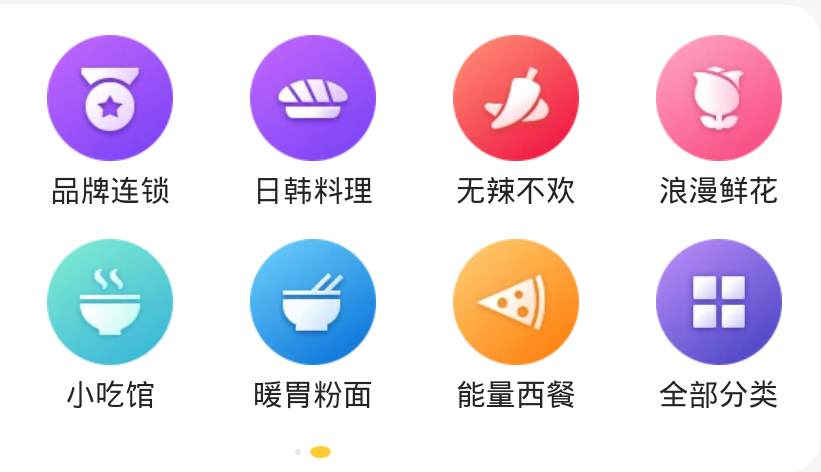 品牌连锁
日韩料理
无辣不欢
浪漫鲜花
小吃馆
暖胃粉面
能量西餐
全部分类